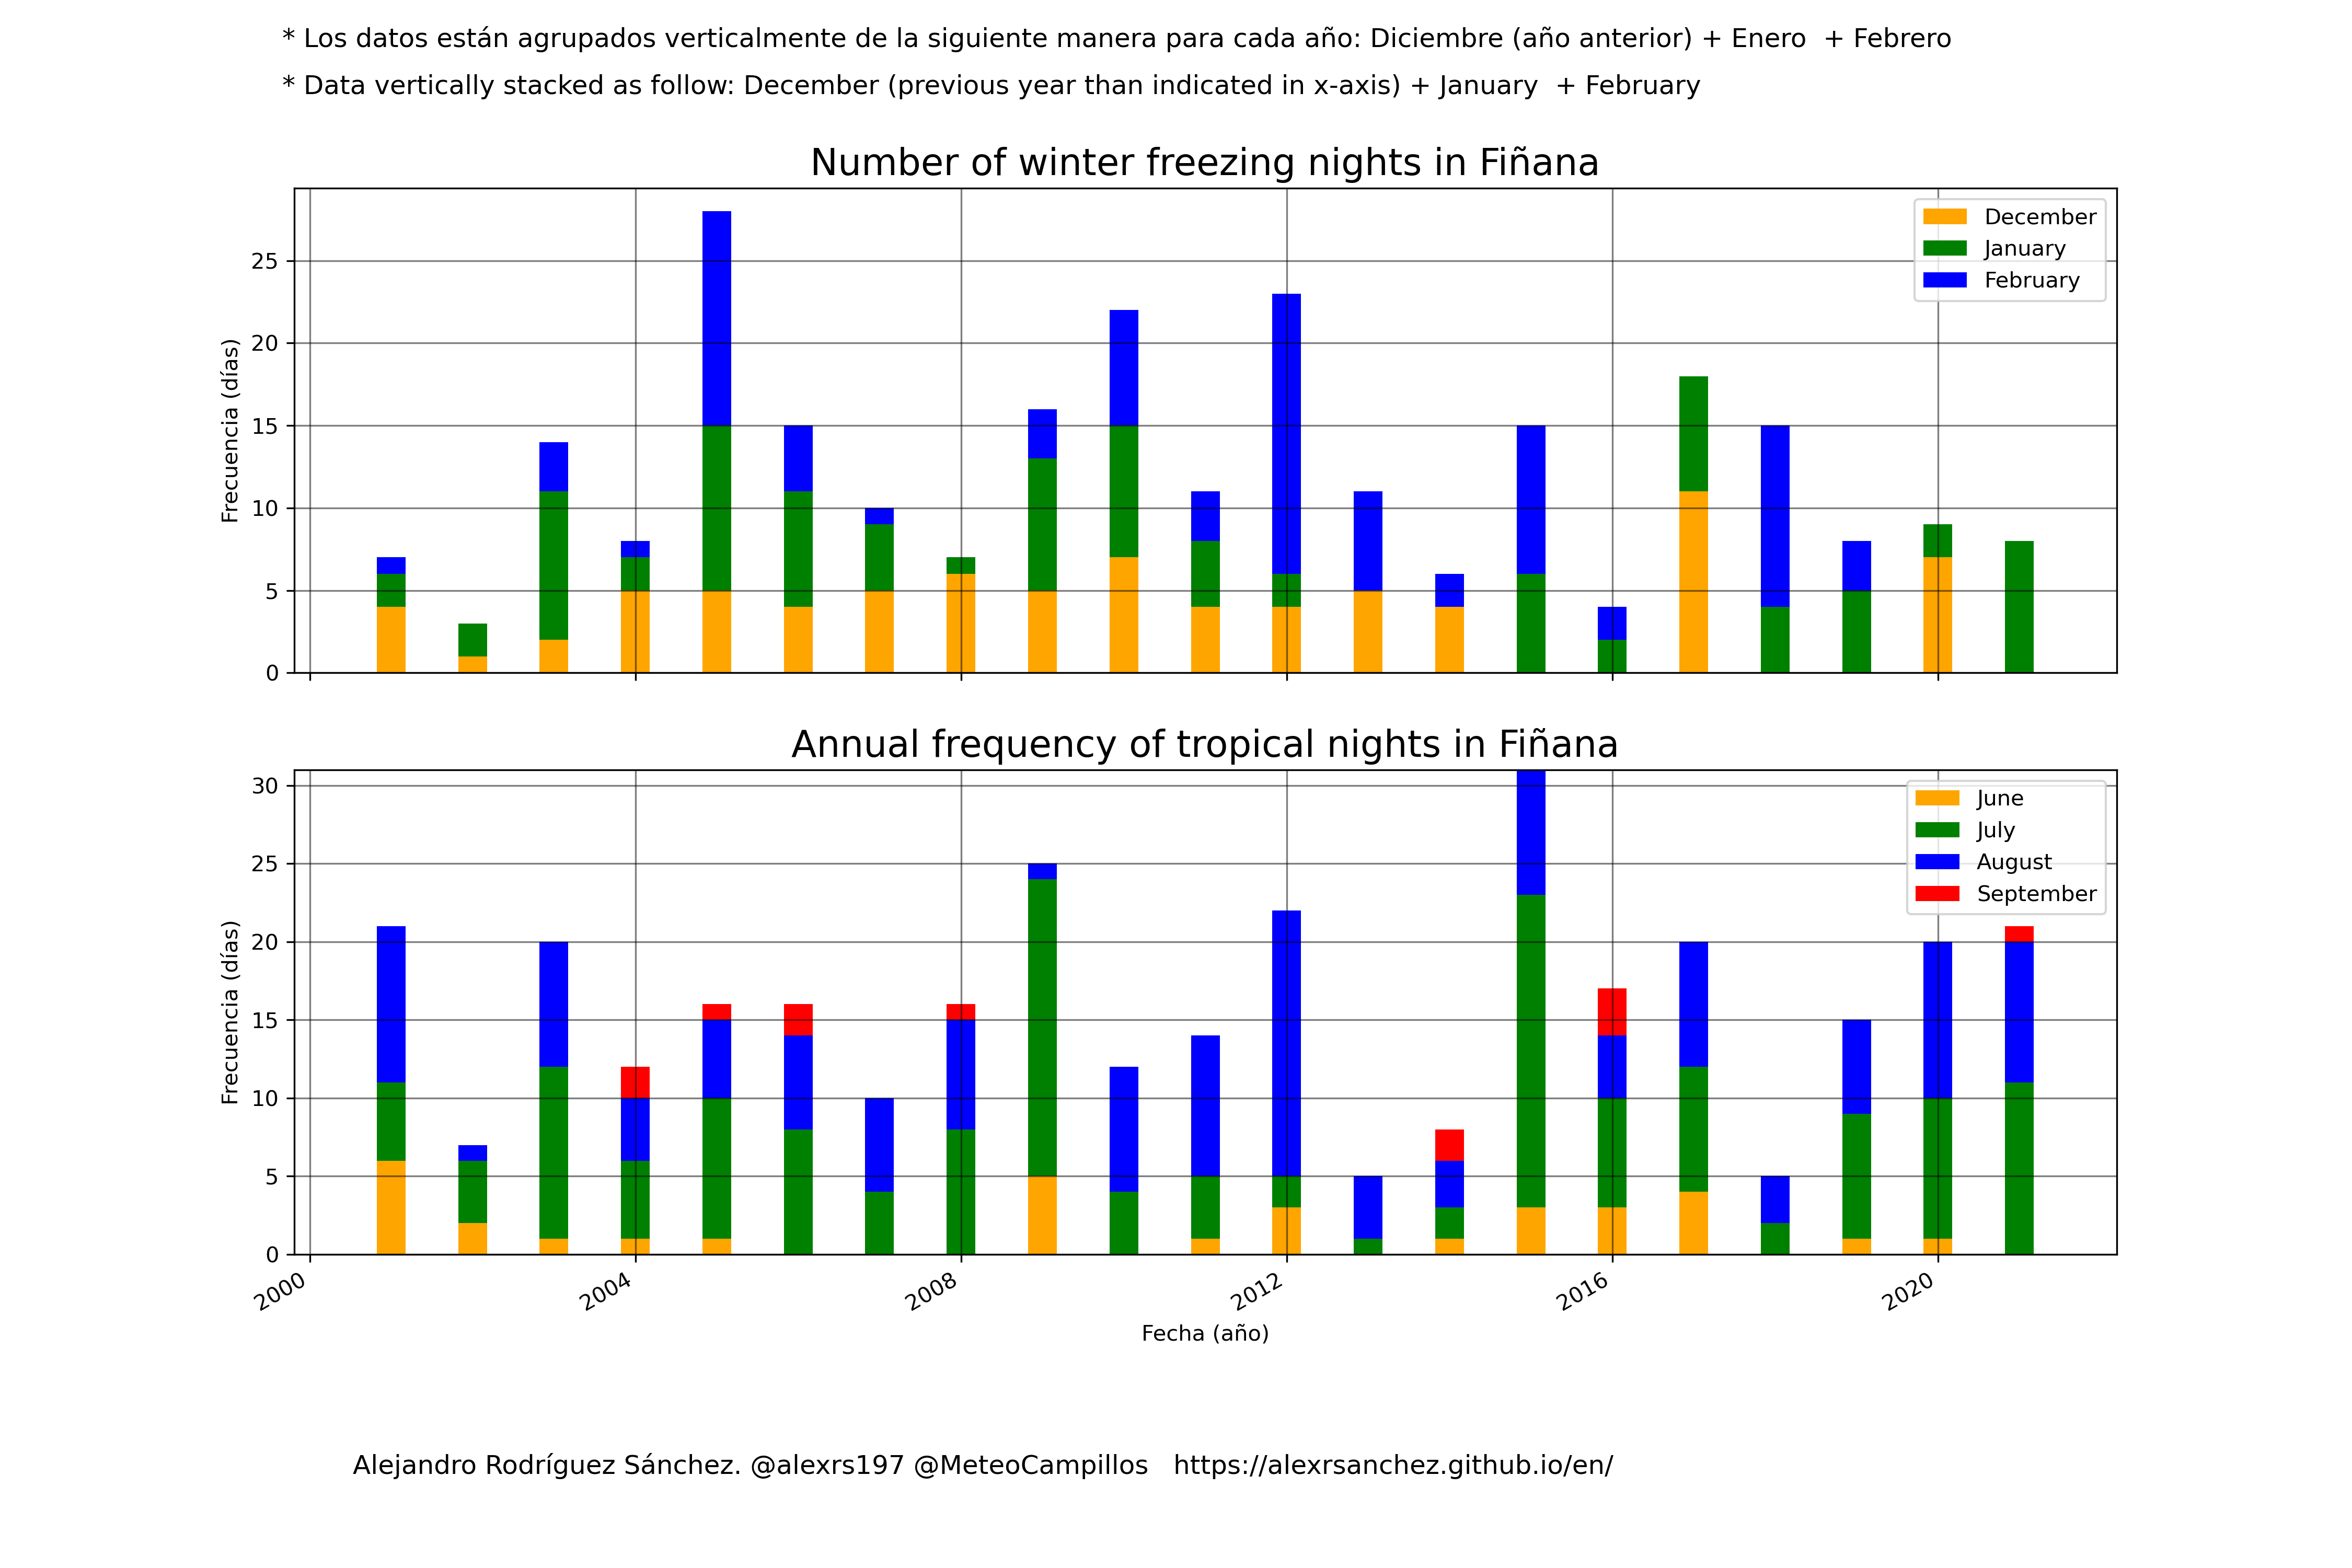 * Los datos están agrupados verticalmente de la siguiente manera para cada año: Diciembre (año anterior) + Enero  + Febrero
* Data vertically stacked as follow: December (previous year than indicated in x-axis) + January  + February
Number of winter freezing nights in Fiñana
Frecuencia (días)
25
20
15
10
5
0
December
January
February
Annual frequency of tropical nights in Fiñana
Frecuencia (días)
30
25
20
15
10
5
0
June
July
August
September
2000 2004 2008 2012 2016 2020
Fecha (año)
Alejandro Rodríguez Sánchez. @alexrs197 @MeteoCampillos   https://alexrsanchez.github.io/en/